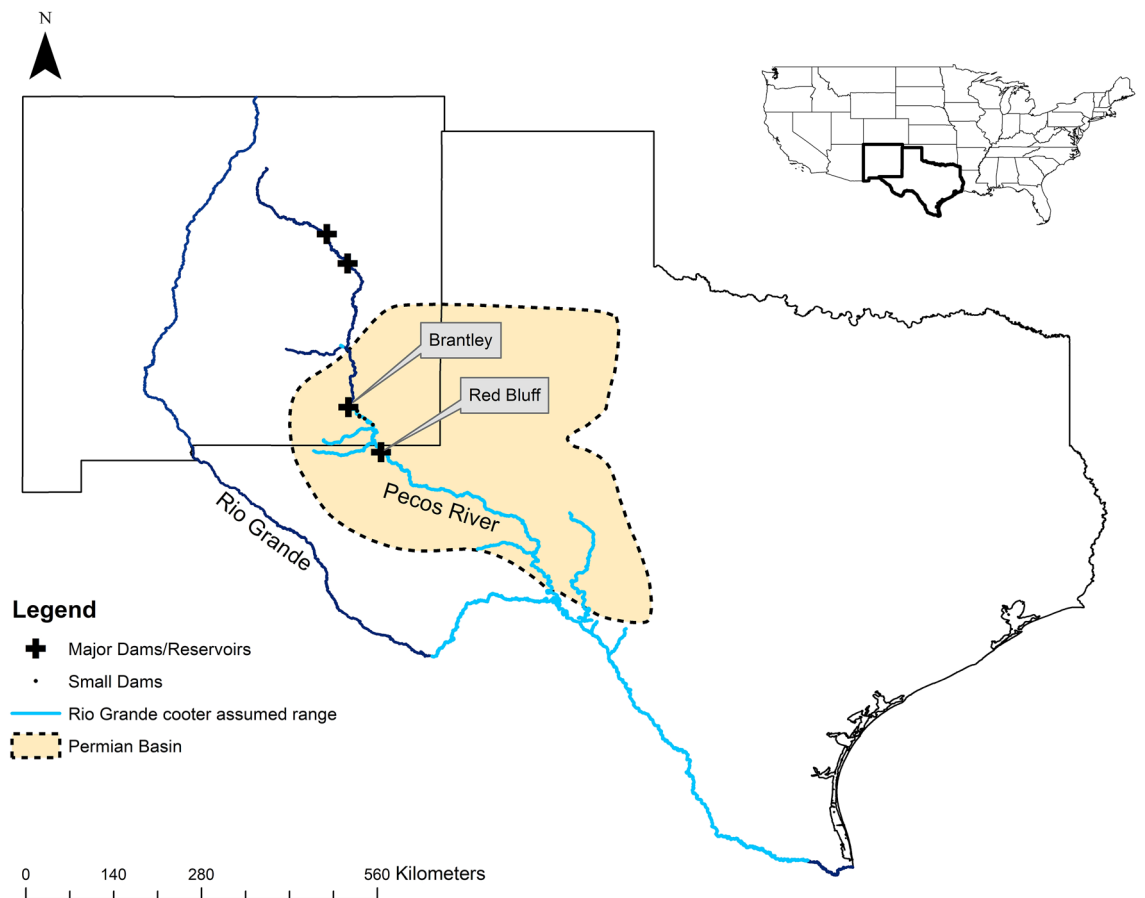 N
Brantley
Red Bluff
Pecos River
Rio Grande
Legend
Major Dams/Reservoirs
Small Dams
Rio Grande cooter assumed range
Permian Basin
0 140 280 560 Kilometers